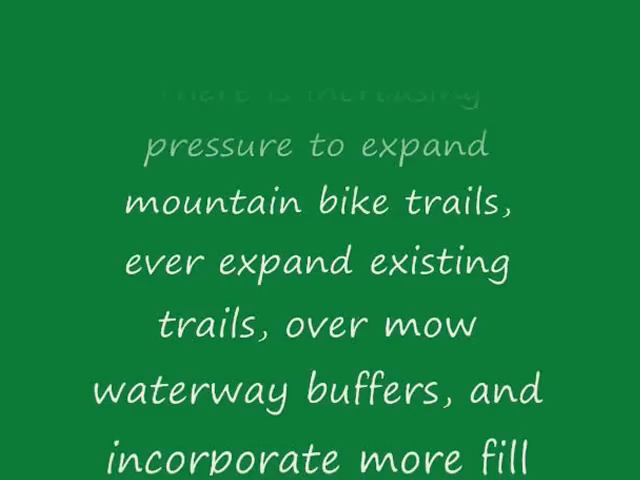 There is increasing
pressure to expand
mountain bike trails,
ever expand existing
trails, over mow
waterway buffers, and
incorporate more fill